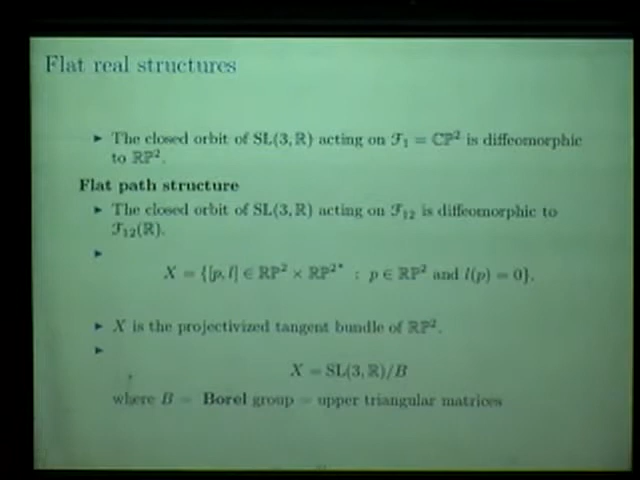 Flat real structures
► The closed orbit of SL(3, ℝ) acting on ℱ₁ = ℂℙ² is diffeomorphic
to ℝℙ².
Flat path structure
► The closed orbit of SL(3, ℝ) acting on ℱ₁₂ is diffeomorphic to
ℱ₁₂(ℝ).
►
X = {[p, l] ∈ ℝℙ² × ℝℙ²* : p ∈ ℝℙ² and l(p) = 0}.
► X is the projectivized tangent bundle of ℝℙ².
►
X = SL(3, ℝ)/B
where B = Borel group = upper triangular matrices